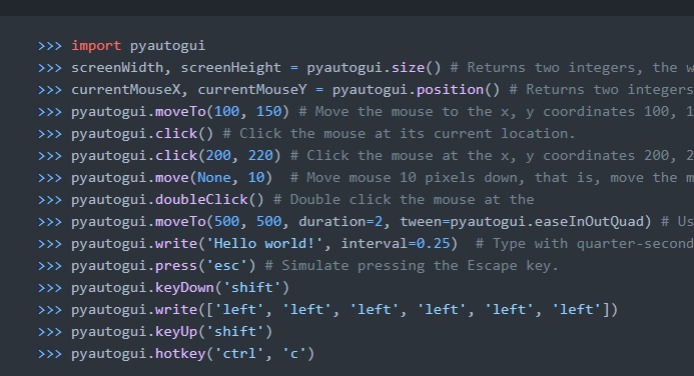 >>> import pyautogui
>>> screenWidth, screenHeight = pyautogui.size() # Returns two integers, the
>>> currentMouseX, currentMouseY = pyautogui.position() # Returns two integers
>>> pyautogui.moveTo(100, 150) # Move the mouse to the x, y coordinates 100,
>>> pyautogui.click() # Click the mouse at its current location.
>>> pyautogui.click(200, 220) # Click the mouse at the x, y coordinates 200,
>>> pyautogui.move(None, 10)  # Move mouse 10 pixels down, that is, move the
>>> pyautogui.doubleClick() # Double click the mouse at the
>>> pyautogui.moveTo(500, 500, duration=2, tween=pyautogui.easeInOutQuad) #
>>> pyautogui.write('Hello world!', interval=0.25)  # Type with quarter-second
>>> pyautogui.press('esc') # Simulate pressing the Escape key.
>>> pyautogui.keyDown('shift')
>>> pyautogui.write(['left', 'left', 'left', 'left', 'left', 'left'])
>>> pyautogui.keyUp('shift')
>>> pyautogui.hotkey('ctrl', 'c')